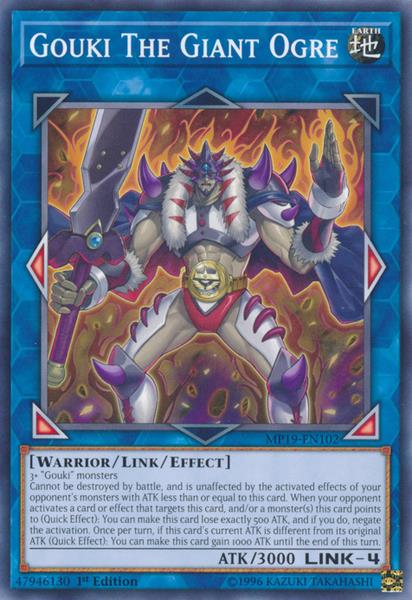 GOUKI THE GIANT OGRE
EARTH
地
MP19-EN102
[WARRIOR/LINK/EFFECT]
3+ "Gouki" monsters
Cannot be destroyed by battle, and is unaffected by the activated effects of your
opponent's monsters with ATK less than or equal to this card. When your opponent
activates a card or effect that targets this card, and/or a monster(s) this card points
to (Quick Effect): You can make this card lose exactly 500 ATK, and if you do, negate
the activation. Once per turn, if this card's current ATK is different from its original
ATK (Quick Effect): You can make this card gain 1000 ATK until the end of this turn.
ATK/3000 LINK-4
47946130 1st Edition ©1996 KAZUKI TAKAHASHI